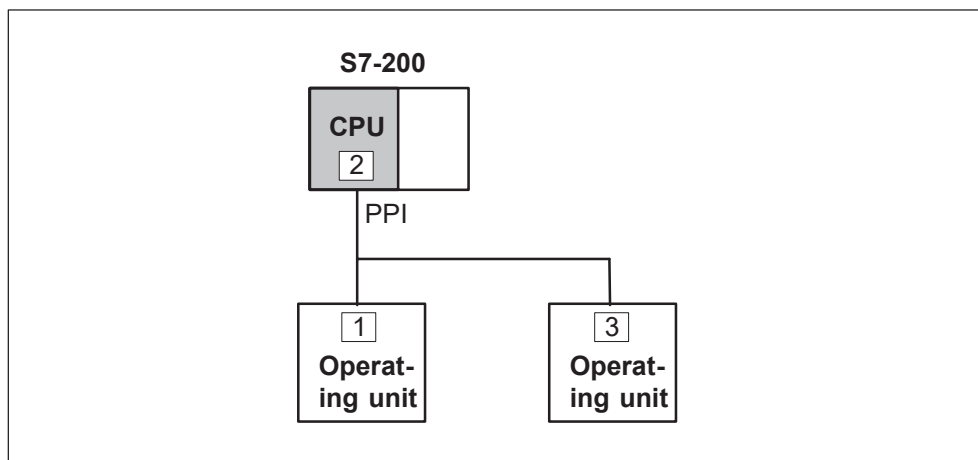 S7-200
CPU
2
PPI
1
Operat-
ing unit
3
Operat-
ing unit